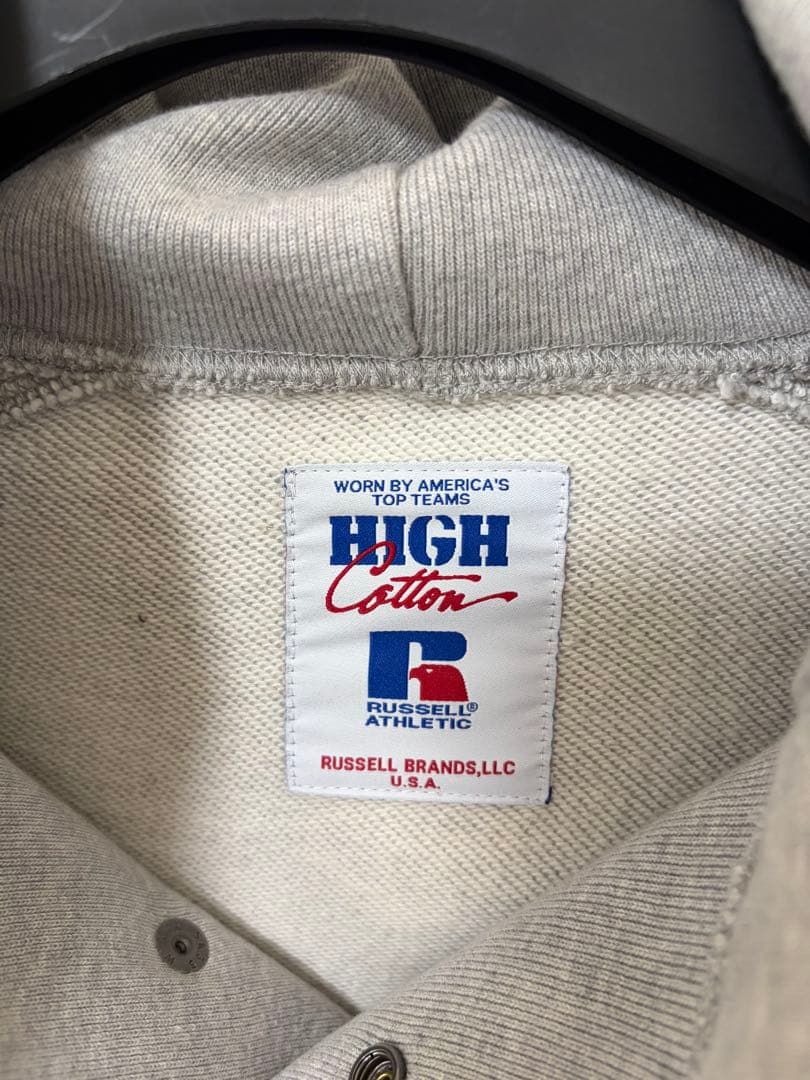 WORN BY AMERICA'S
TOP TEAMS
HIGH
Cotton
R
RUSSELL®
ATHLETIC
RUSSELL BRANDS,LLC
U.S.A.